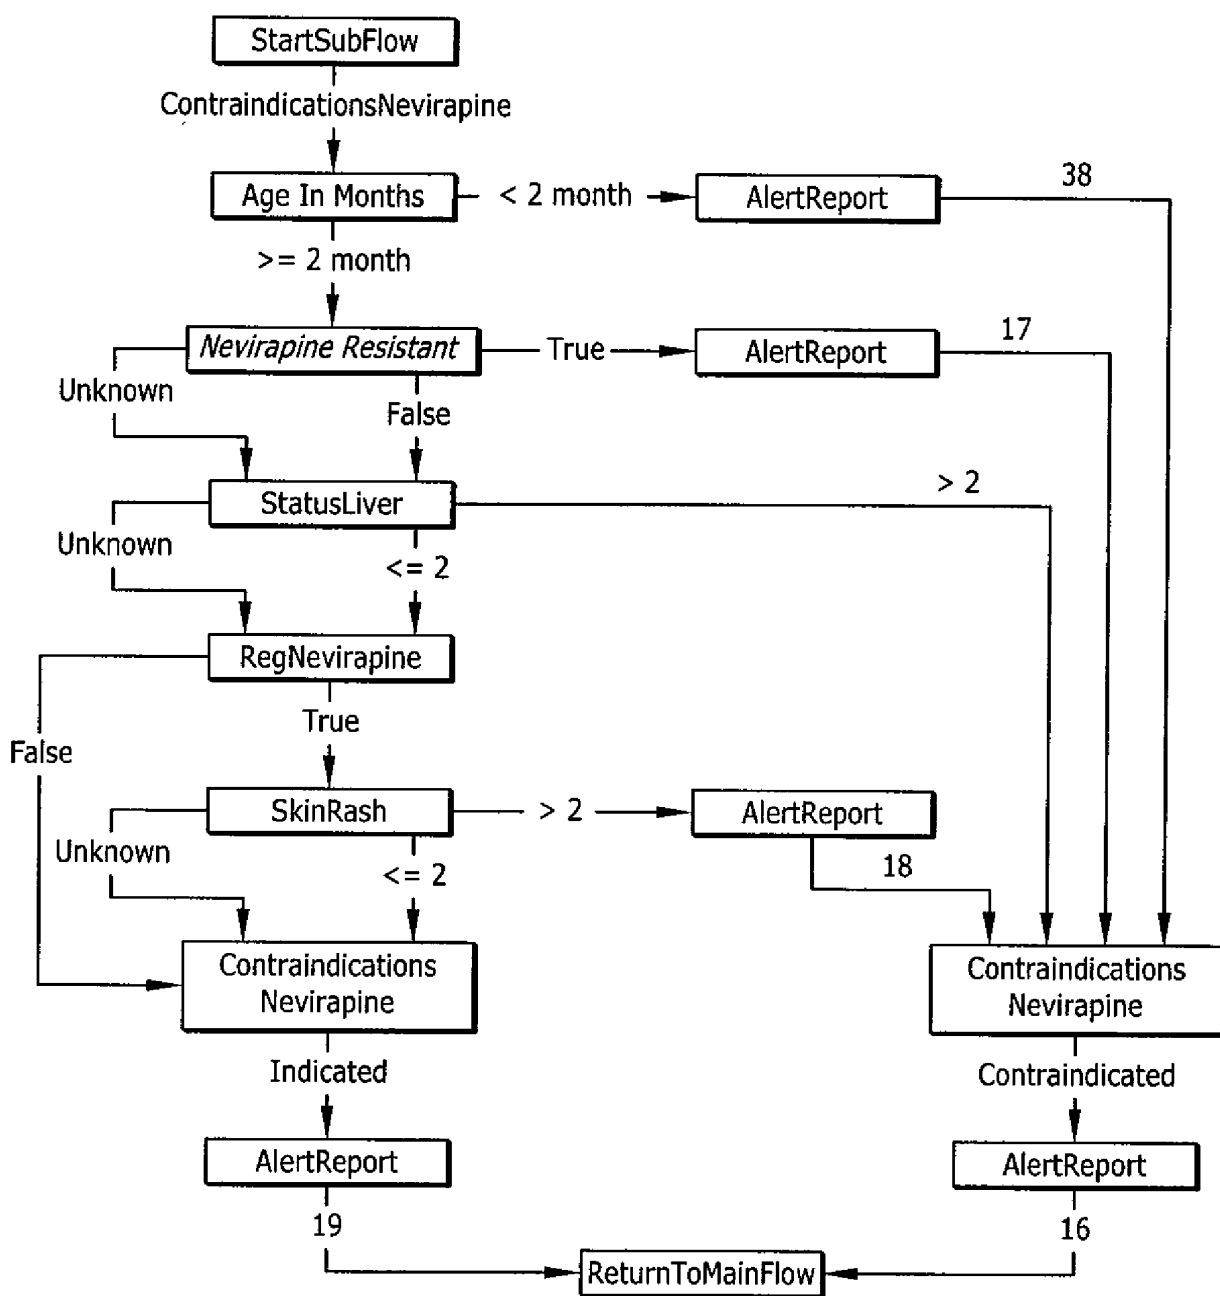 StartSubFlow
ContraindicationsNevirapine
Age In Months
< 2 month
AlertReport
38
>= 2 month
Nevirapine Resistant
True
AlertReport
17
Unknown
False
StatusLiver
> 2
Unknown
<= 2
RegNevirapine
True
False
SkinRash
> 2
AlertReport
Unknown
<= 2
18
Contraindications
Nevirapine
Contraindications
Nevirapine
Indicated
Contraindicated
AlertReport
AlertReport
19
16
ReturnToMainFlow